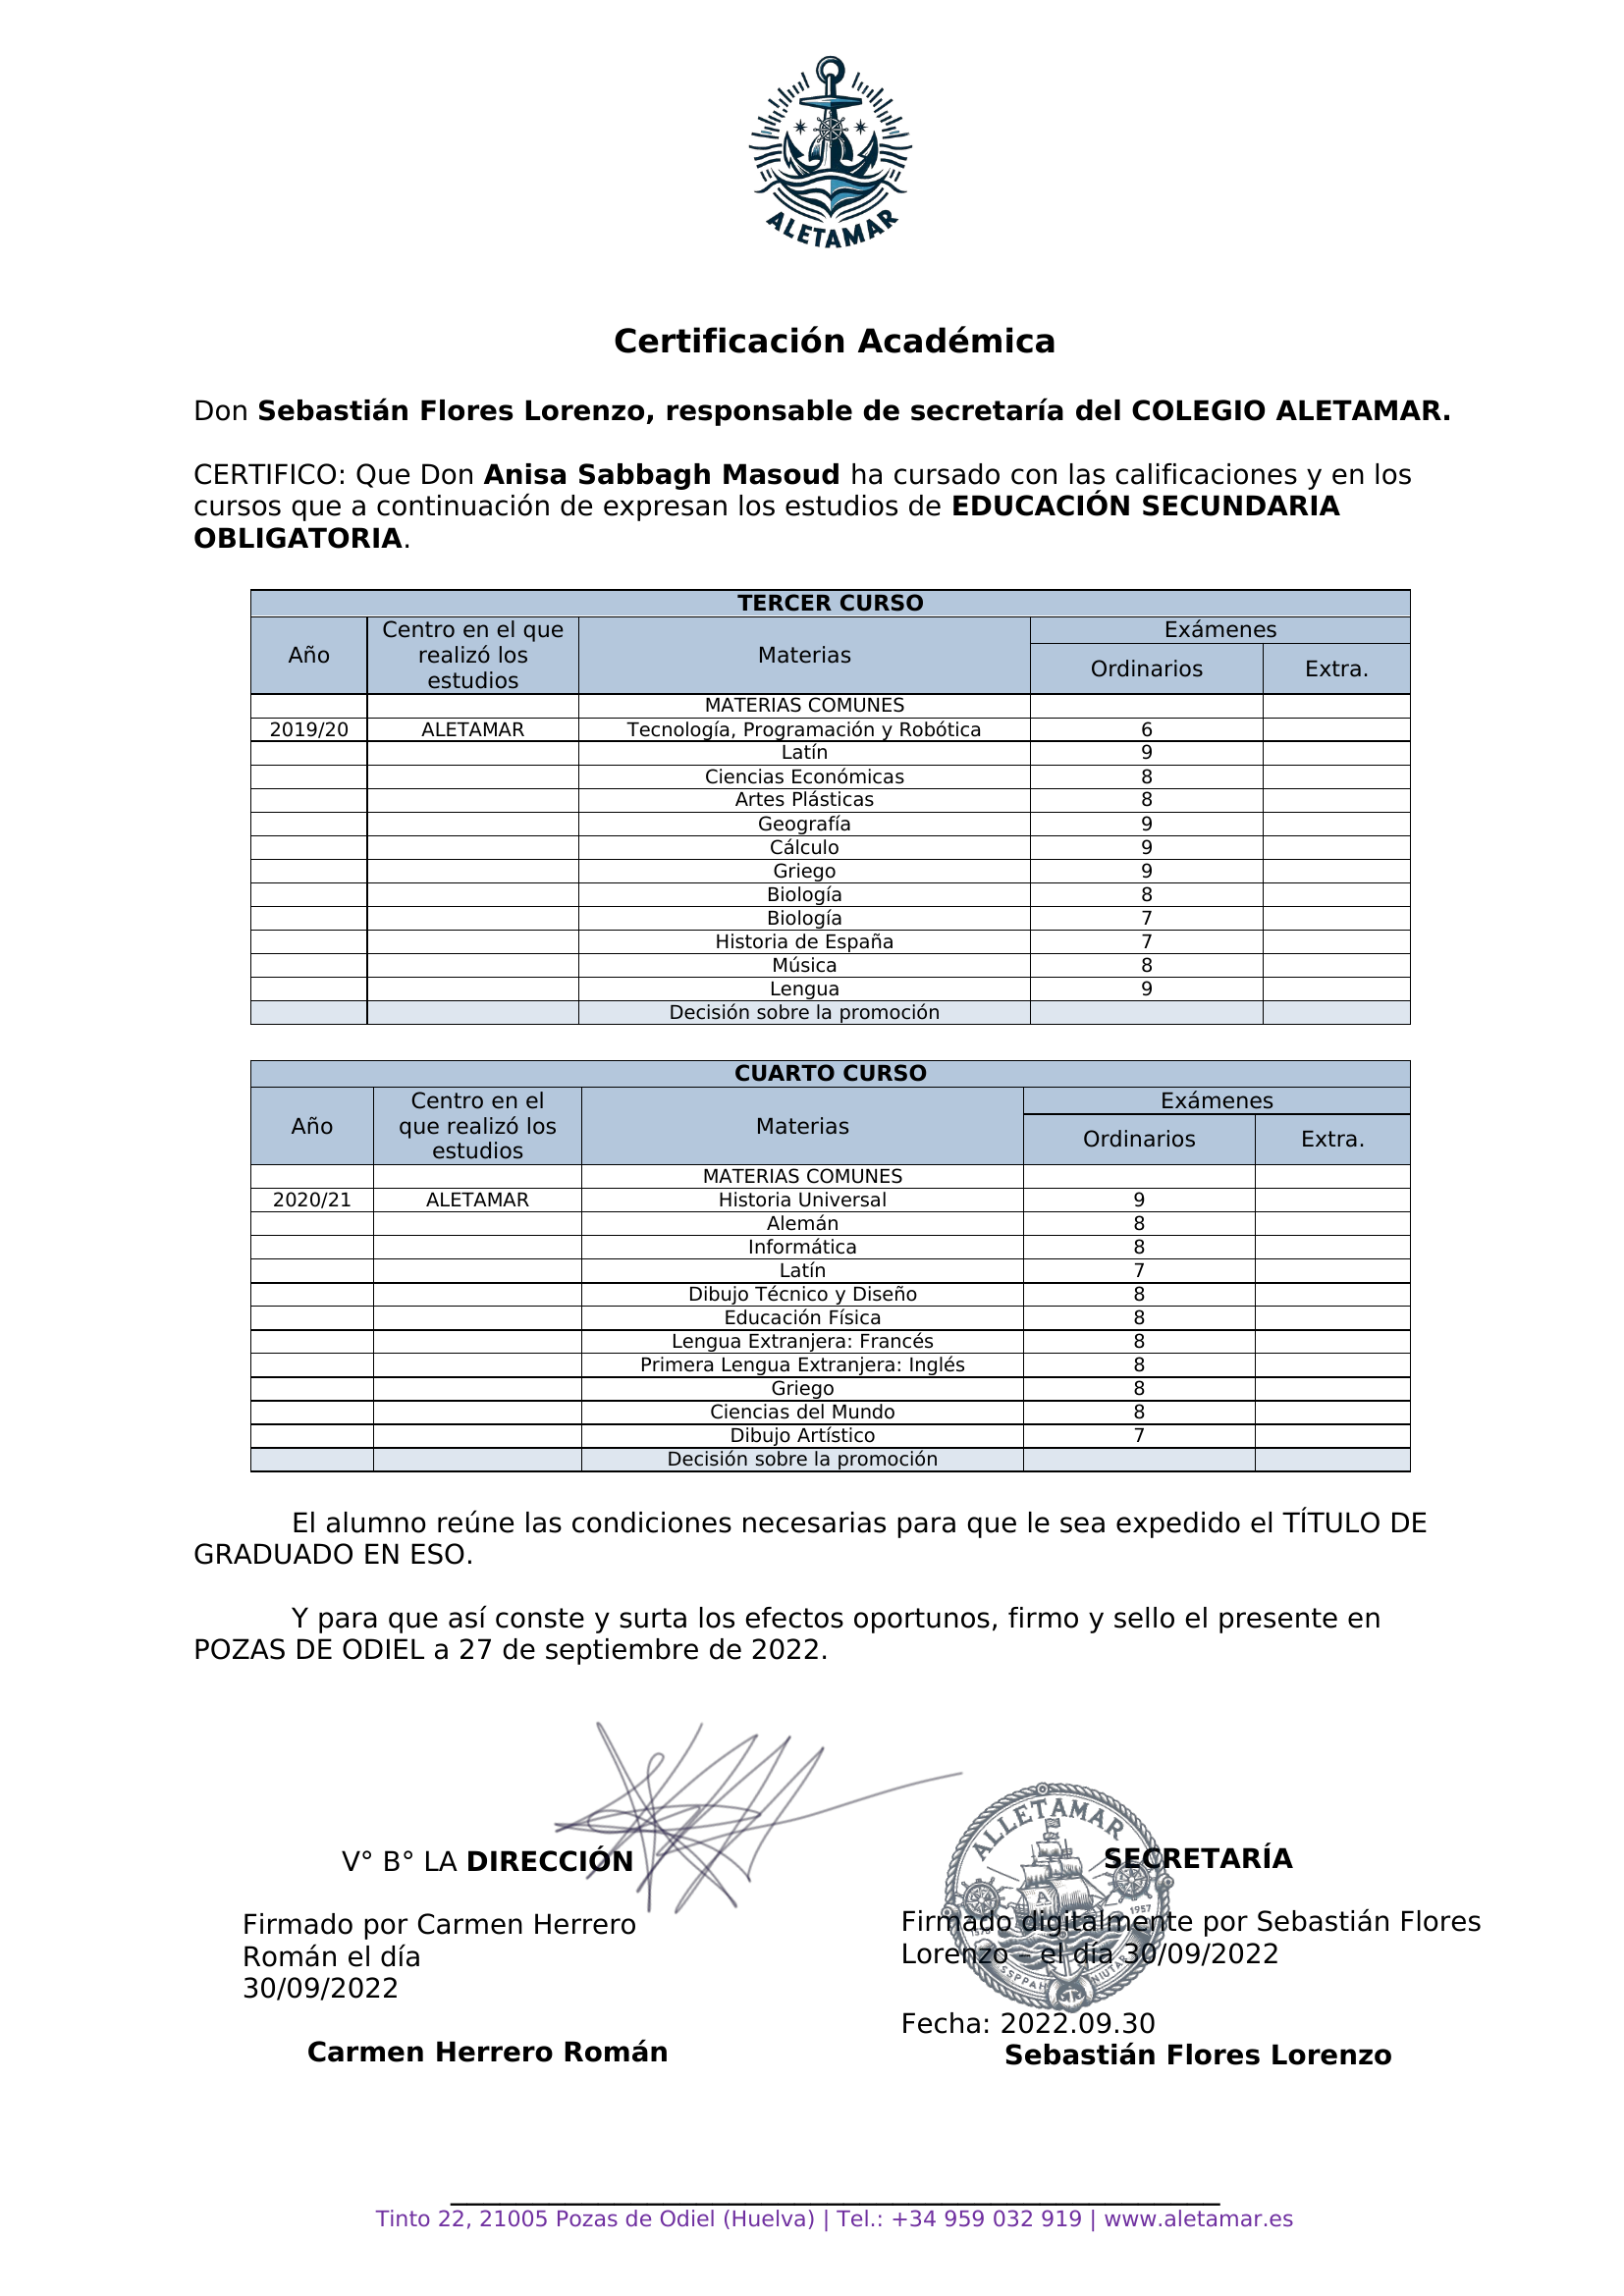 ALETAMAR
Certificación Académica
Don Sebastián Flores Lorenzo, responsable de secretaría del COLEGIO ALETAMAR.
CERTIFICO: Que Don Anisa Sabbagh Masoud ha cursado con las calificaciones y en los
cursos que a continuación de expresan los estudios de EDUCACIÓN SECUNDARIA
OBLIGATORIA.
TERCER CURSO
Año
Centro en el que
realizó los
estudios
Materias
Exámenes
Ordinarios
Extra.
MATERIAS COMUNES
2019/20 ALETAMAR Tecnología, Programación y Robótica 6
Latín 9
Ciencias Económicas 8
Artes Plásticas 8
Geografía 9
Cálculo 9
Griego 9
Biología 8
Biología 7
Historia de España 7
Música 8
Lengua 9
Decisión sobre la promoción
CUARTO CURSO
Año
Centro en el
que realizó los
estudios
Materias
Exámenes
Ordinarios
Extra.
MATERIAS COMUNES
2020/21 ALETAMAR Historia Universal 9
Alemán 8
Informática 8
Latín 7
Dibujo Técnico y Diseño 8
Educación Física 8
Lengua Extranjera: Francés 8
Primera Lengua Extranjera: Inglés 8
Griego 8
Ciencias del Mundo 8
Dibujo Artístico 7
Decisión sobre la promoción
El alumno reúne las condiciones necesarias para que le sea expedido el TÍTULO DE
GRADUADO EN ESO.
Y para que así conste y surta los efectos oportunos, firmo y sello el presente en
POZAS DE ODIEL a 27 de septiembre de 2022.
V° B° LA DIRECCIÓN
Firmado por Carmen Herrero
Román el día
30/09/2022
Carmen Herrero Román
ALLETAMAR
A
1957
SECRETARÍA
Firmado digitalmente por Sebastián Flores
Lorenzo – el día 30/09/2022
Fecha: 2022.09.30
Sebastián Flores Lorenzo
Tinto 22, 21005 Pozas de Odiel (Huelva) | Tel.: +34 959 032 919 | www.aletamar.es